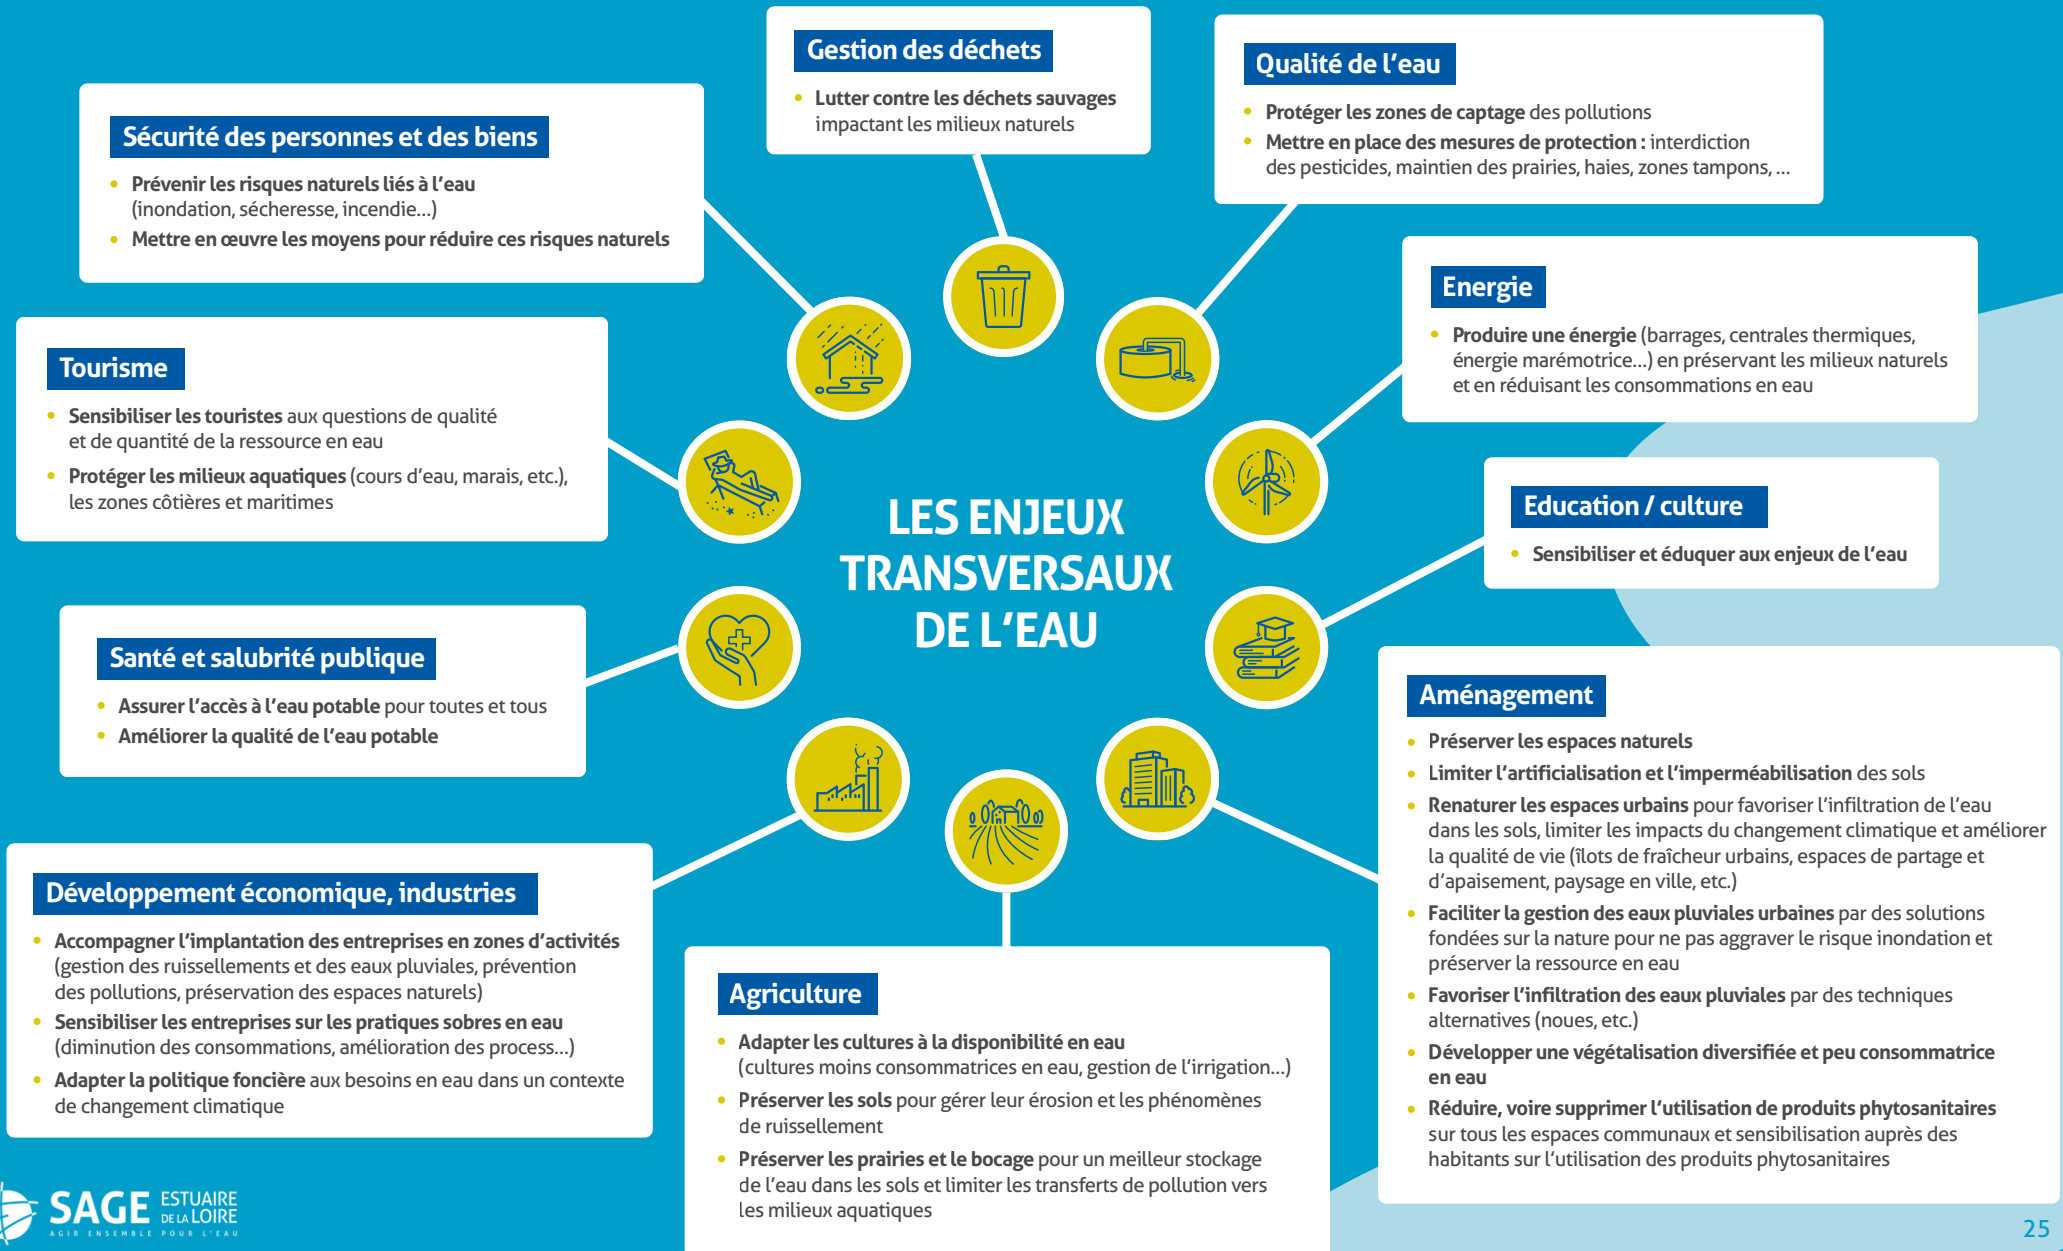 Gestion des déchets
• Lutter contre les déchets sauvages
impactant les milieux naturels
Qualité de l'eau
• Protéger les zones de captage des pollutions
• Mettre en place des mesures de protection : interdiction
des pesticides, maintien des prairies, haies, zones tampons, ...
Sécurité des personnes et des biens
• Prévenir les risques naturels liés à l'eau
(inondation, sécheresse, incendie...)
• Mettre en œuvre les moyens pour réduire ces risques naturels
Energie
• Produire une énergie (barrages, centrales thermiques,
énergie marémotrice...) en préservant les milieux naturels
et en réduisant les consommations en eau
Tourisme
• Sensibiliser les touristes aux questions de qualité
et de quantité de la ressource en eau
• Protéger les milieux aquatiques (cours d'eau, marais, etc.),
les zones côtières et maritimes
Education / culture
• Sensibiliser et éduquer aux enjeux de l'eau
LES ENJEUX
TRANSVERSAUX
DE L'EAU
Santé et salubrité publique
• Assurer l'accès à l'eau potable pour toutes et tous
• Améliorer la qualité de l'eau potable
Aménagement
• Préserver les espaces naturels
• Limiter l'artificialisation et l'imperméabilisation des sols
• Renaturer les espaces urbains pour favoriser l'infiltration de l'eau
dans les sols, limiter les impacts du changement climatique et améliorer
la qualité de vie (îlots de fraîcheur urbains, espaces de partage et
d'apaisement, paysage en ville, etc.)
• Faciliter la gestion des eaux pluviales urbaines par des solutions
fondées sur la nature pour ne pas aggraver le risque inondation et
préserver la ressource en eau
• Favoriser l'infiltration des eaux pluviales par des techniques
alternatives (noues, etc.)
• Développer une végétalisation diversifiée et peu consommatrice
en eau
• Réduire, voire supprimer l'utilisation de produits phytosanitaires
sur tous les espaces communaux et sensibilisation auprès des
habitants sur l'utilisation des produits phytosanitaires
Développement économique, industries
• Accompagner l'implantation des entreprises en zones d'activités
(gestion des ruissellements et des eaux pluviales, prévention
des pollutions, préservation des espaces naturels)
• Sensibiliser les entreprises sur les pratiques sobres en eau
(diminution des consommations, amélioration des process...)
• Adapter la politique foncière aux besoins en eau dans un contexte
de changement climatique
Agriculture
• Adapter les cultures à la disponibilité en eau
(cultures moins consommatrices en eau, gestion de l'irrigation...)
• Préserver les sols pour gérer leur érosion et les phénomènes
de ruissellement
• Préserver les prairies et le bocage pour un meilleur stockage
de l'eau dans les sols et limiter les transferts de pollution vers
les milieux aquatiques
SAGE ESTUAIRE
DE LA LOIRE
AGIR ENSEMBLE POUR L'EAU
25